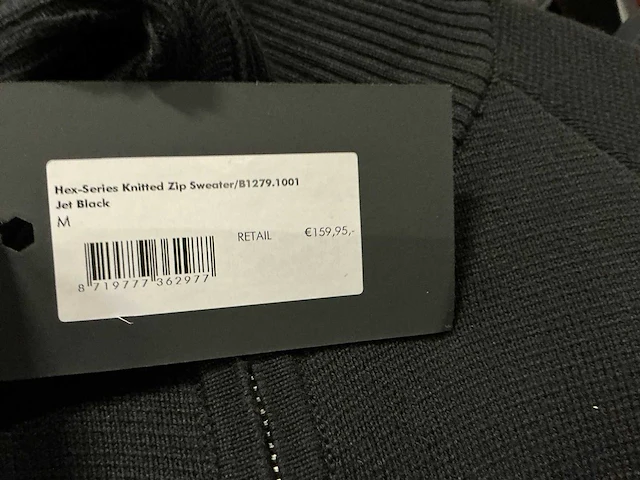 Hex-Series Knitted Zip Sweater/B1279.1001
Jet Black
M
RETAIL €159,95,-
8 719777 362977